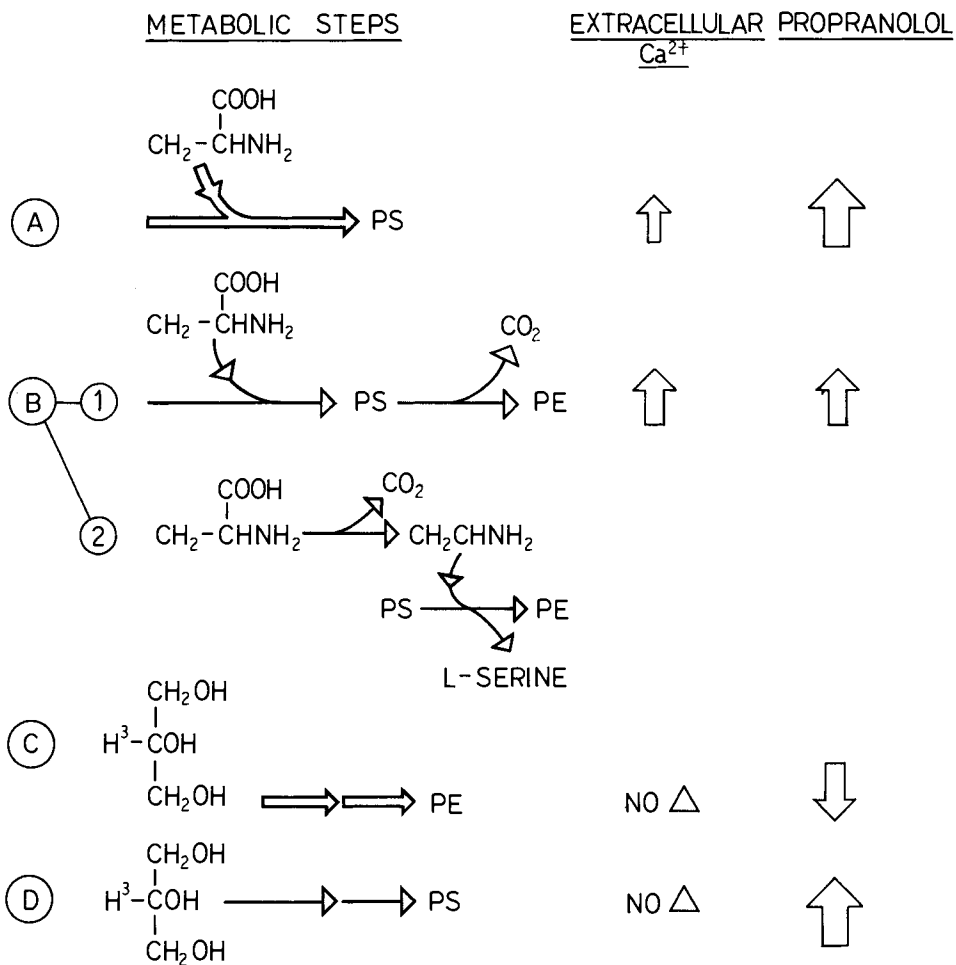 METABOLIC STEPS
EXTRACELLULAR Ca²⁺
PROPRANOLOL
COOH
CH₂-CHNH₂
A
PS
COOH
CH₂-CHNH₂
CO₂
B
1
PS
PE
COOH
CO₂
2
CH₂-CHNH₂
CH₂CHNH₂
PS
PE
L-SERINE
CH₂OH
C
H³-COH
CH₂OH
PE
NO △
CH₂OH
D
H³-COH
PS
NO △
CH₂OH